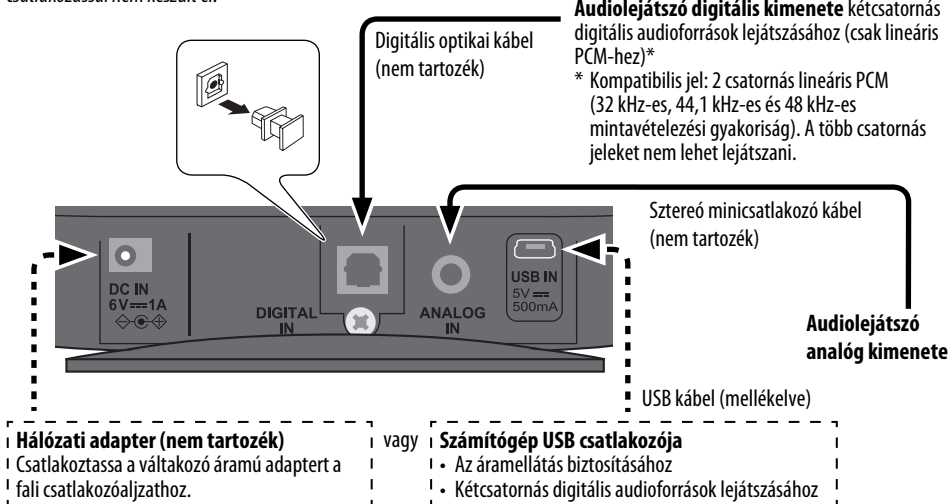 csatlakozással nem készült el.
Audiolejátszó digitális kimenete kétcsatornás
digitális audioforrások lejátszásához (csak lineáris
PCM-hez)*
* Kompatibilis jel: 2 csatornás lineáris PCM
(32 kHz-es, 44,1 kHz-es és 48 kHz-es
mintavételezési gyakoriság). A több csatornás
jeleket nem lehet lejátszani.
Digitális optikai kábel
(nem tartozék)
Sztereó minicsatlakozó kábel
(nem tartozék)
DC IN
6V⎓1A
DIGITAL
IN
ANALOG
IN
USB IN
5V⎓
500mA
Audiolejátszó
analóg kimenete
USB kábel (mellékelve)
Hálózati adapter (nem tartozék)
Csatlakoztassa a váltakozó áramú adaptert a
fali csatlakozóaljzathoz.
vagy
Számítógép USB csatlakozója
• Az áramellátás biztosításához
• Kétcsatornás digitális audioforrások lejátszásához